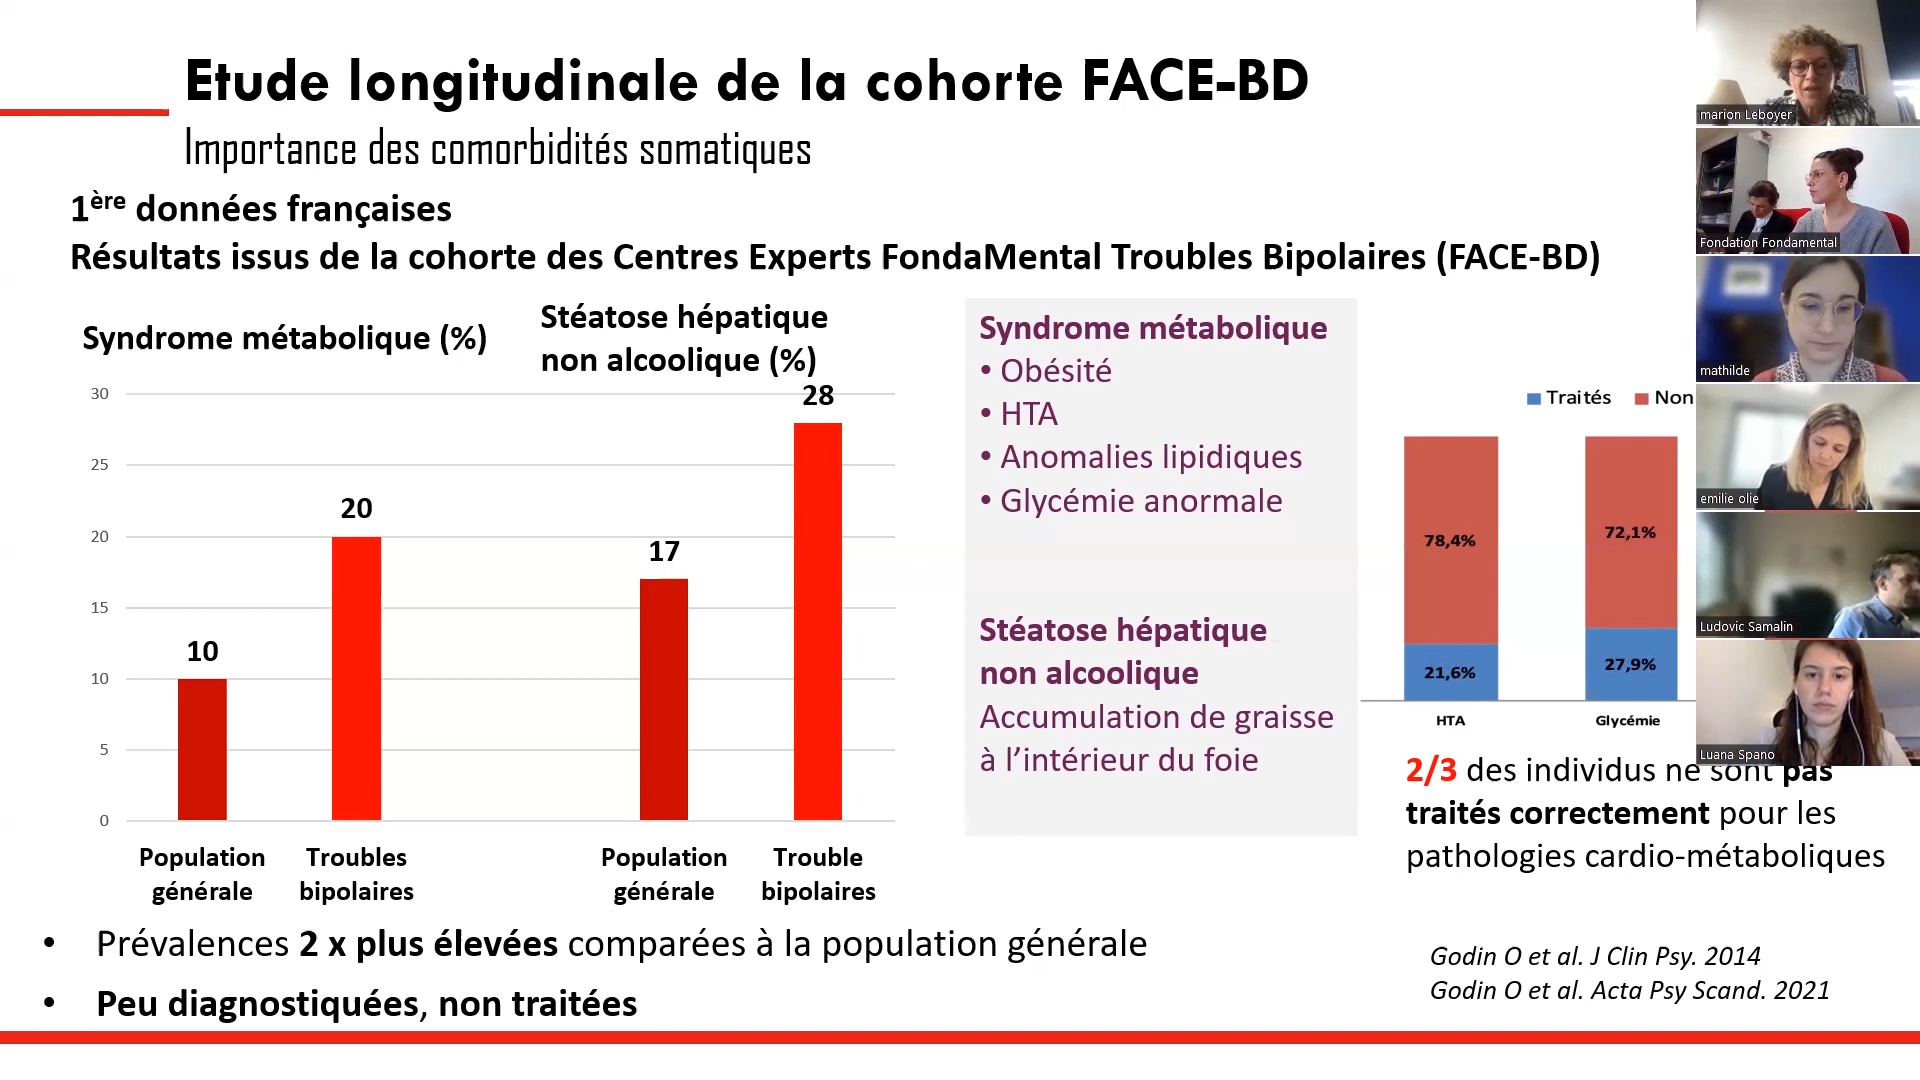 Etude longitudinale de la cohorte FACE-BD
Importance des comorbidités somatiques
1ère données françaises
Résultats issus de la cohorte des Centres Experts FondaMental Troubles Bipolaires (FACE-BD)
Syndrome métabolique (%)
Stéatose hépatique
non alcoolique (%)
30
25
20
15
10
5
0
10
20
17
28
Population
générale
Troubles
bipolaires
Population
générale
Trouble
bipolaires
Syndrome métabolique
• Obésité
• HTA
• Anomalies lipidiques
• Glycémie anormale
Stéatose hépatique
non alcoolique
Accumulation de graisse
à l’intérieur du foie
Traités
Non
78,4%
72,1%
21,6%
27,9%
HTA
Glycémie
2/3 des individus ne sont pas
traités correctement pour les
pathologies cardio-métaboliques
• Prévalences 2 x plus élevées comparées à la population générale
• Peu diagnostiquées, non traitées
Godin O et al. J Clin Psy. 2014
Godin O et al. Acta Psy Scand. 2021
marion Leboyer
Fondation Fondamental
mathilde
emilie olie
Ludovic Samalin
Luana Spano